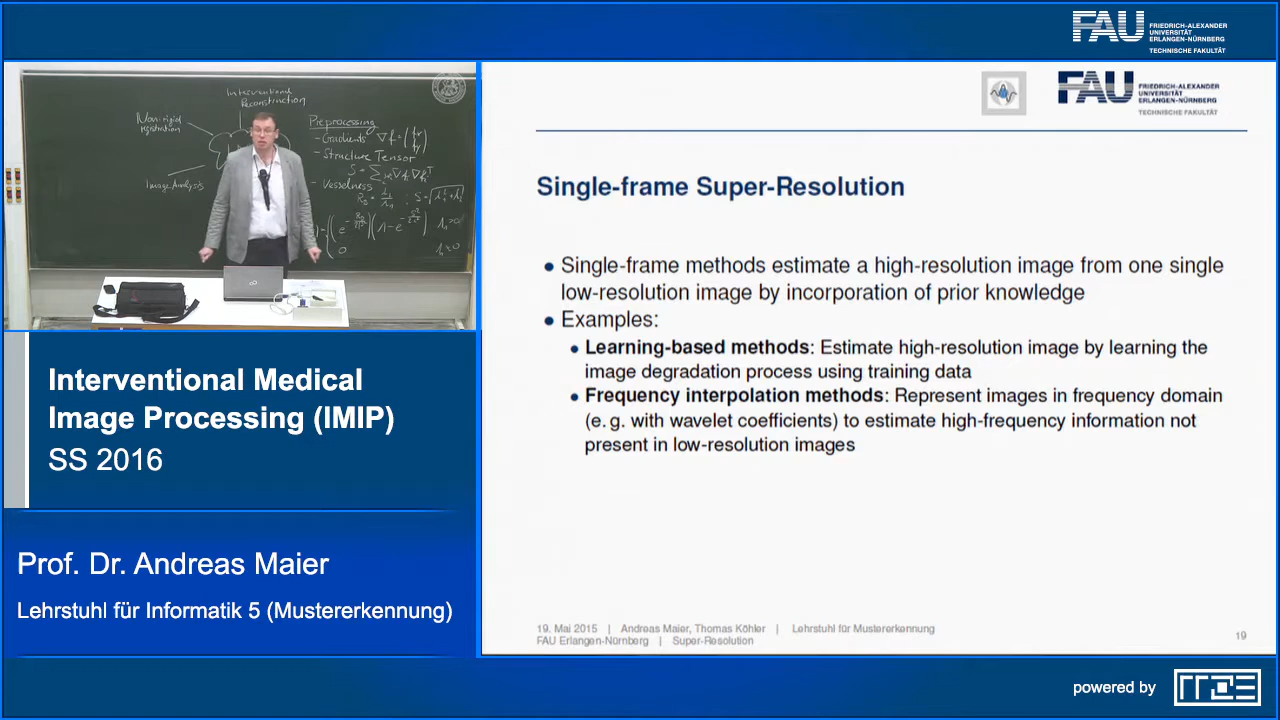 FAU
FRIEDRICH-ALEXANDER
UNIVERSITÄT
ERLANGEN-NÜRNBERG
TECHNISCHE FAKULTÄT
Interventional
Reconstruction
Non-rigid
registration
Image Analysis
Preprocessing
- Gradients
- Structure Tensor
- Vesselness
FAU
FRIEDRICH-ALEXANDER
UNIVERSITÄT
ERLANGEN-NÜRNBERG
TECHNISCHE FAKULTÄT
Single-frame Super-Resolution
• Single-frame methods estimate a high-resolution image from one single
low-resolution image by incorporation of prior knowledge
• Examples:
• Learning-based methods: Estimate high-resolution image by learning the
image degradation process using training data
• Frequency interpolation methods: Represent images in frequency domain
(e. g. with wavelet coefficients) to estimate high-frequency information not
present in low-resolution images
19. Mai 2015 | Andreas Maier, Thomas Köhler | Lehrstuhl für Mustererkennung
FAU Erlangen-Nürnberg | Super-Resolution
19
Interventional Medical
Image Processing (IMIP)
SS 2016
Prof. Dr. Andreas Maier
Lehrstuhl für Informatik 5 (Mustererkennung)
powered by